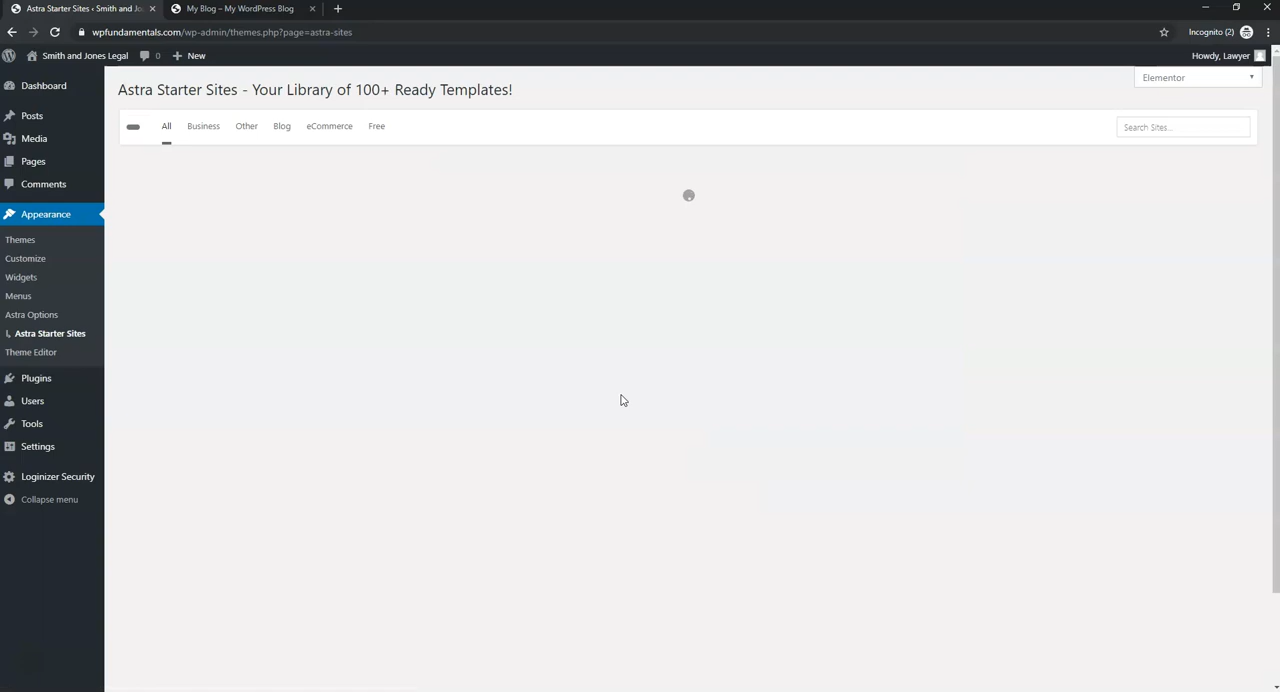 Astra Starter Sites ‹ Smith and Jo
My Blog – My WordPress Blog
wpfundamentals.com/wp-admin/themes.php?page=astra-sites
Incognito (2)
Smith and Jones Legal
0
New
Howdy, Lawyer
Dashboard
Posts
Media
Pages
Comments
Appearance
Themes
Customize
Widgets
Menus
Astra Options
Astra Starter Sites
Theme Editor
Plugins
Users
Tools
Settings
Loginizer Security
Collapse menu
Elementor
Astra Starter Sites - Your Library of 100+ Ready Templates!
All Business Other Blog eCommerce Free
Search Sites...